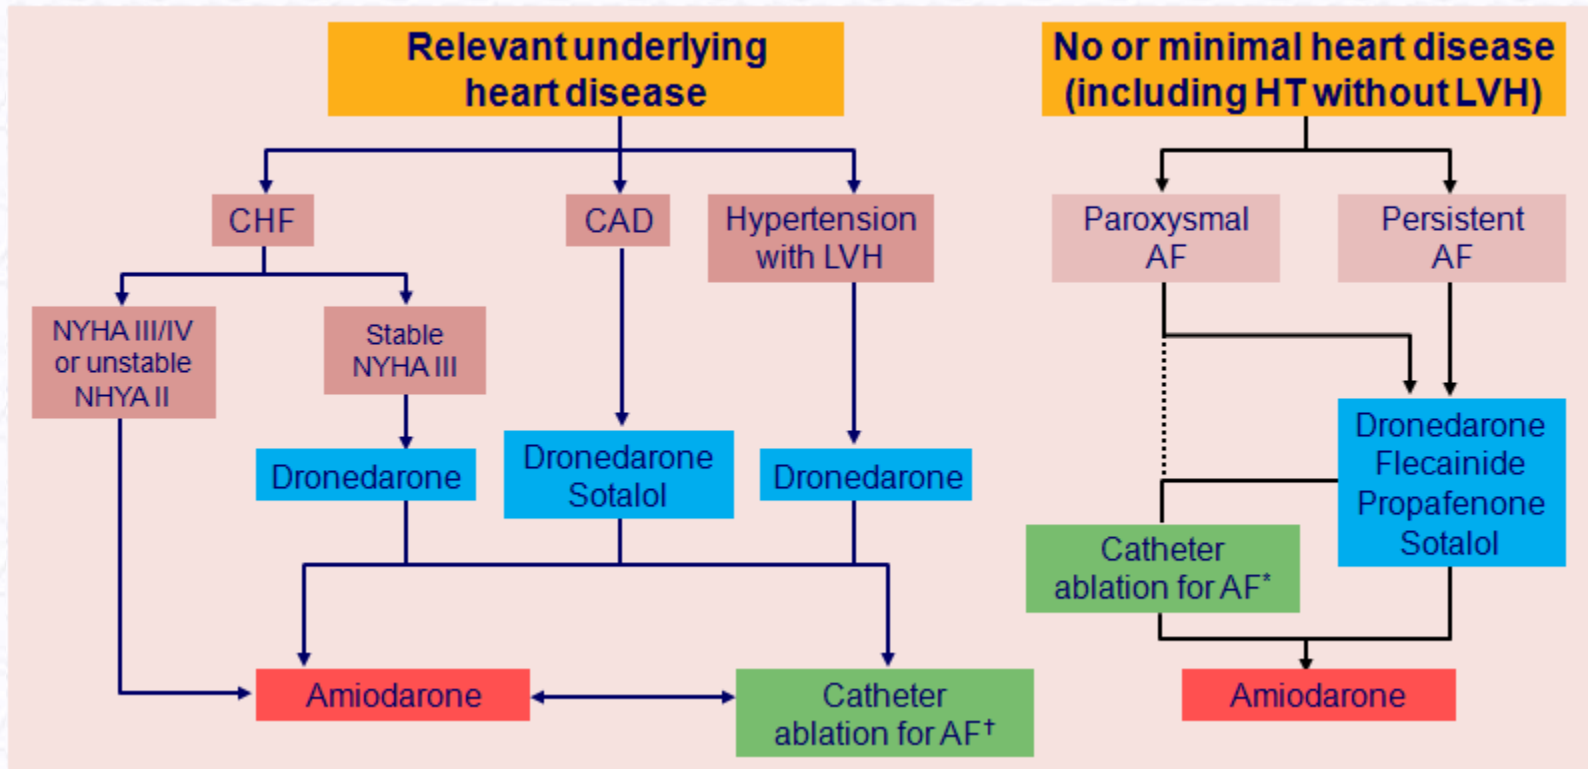 Relevant underlying
heart disease
No or minimal heart disease
(including HT without LVH)
CHF
CAD
Hypertension
with LVH
Paroxysmal
AF
Persistent
AF
NYHA III/IV
or unstable
NHYA II
Stable
NYHA III
Dronedarone
Dronedarone
Sotalol
Dronedarone
Dronedarone
Flecainide
Propafenone
Sotalol
Catheter
ablation for AF*
Amiodarone
Catheter
ablation for AF†
Amiodarone